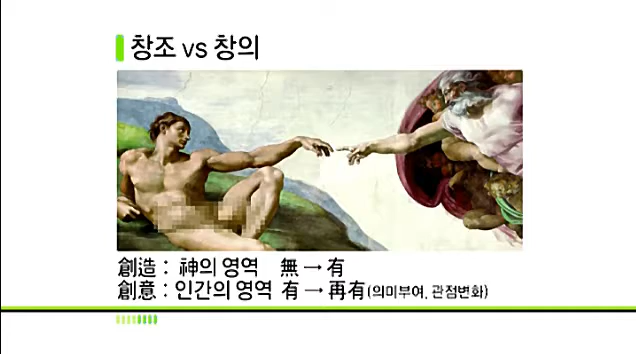 창조 vs 창의
創造 : 神의 영역 無 → 有
創意 : 인간의 영역 有 → 再有(의미부여, 관점변화)